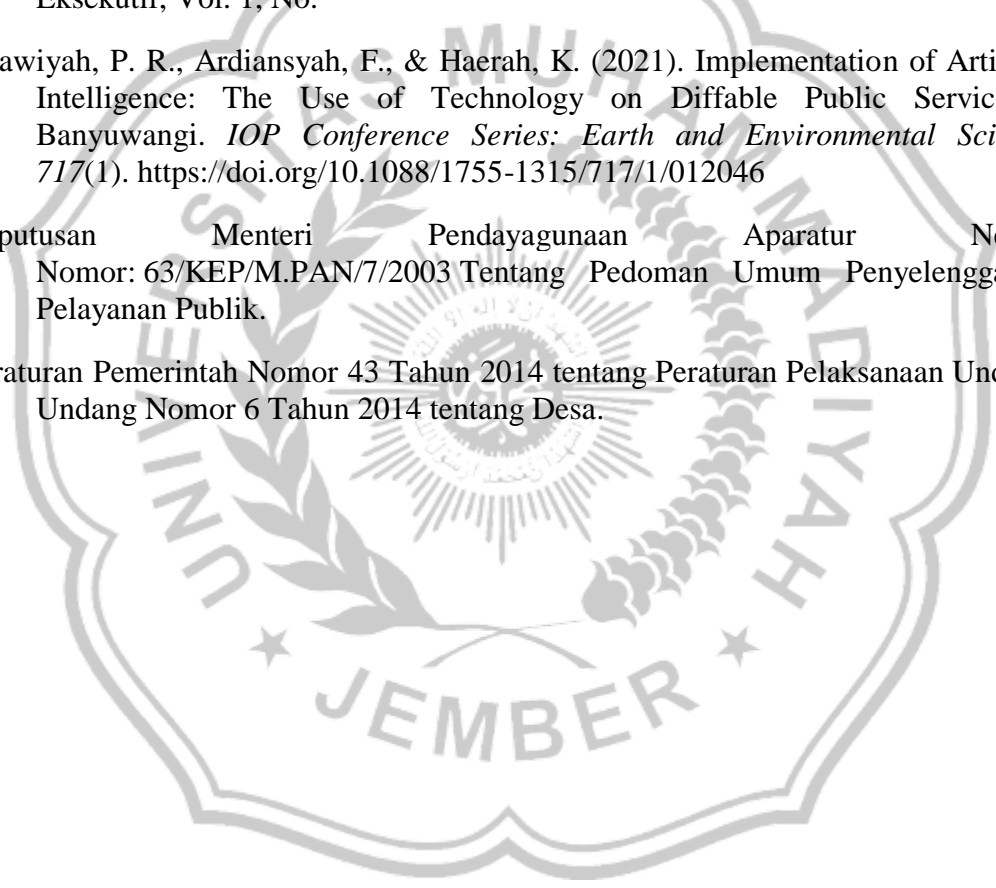 Eksekutif, Vol. 1, No.
awiyah, P. R., Ardiansyah, F., & Haerah, K. (2021). Implementation of Arti
Intelligence: The Use of Technology on Diffable Public Servic
Banyuwangi. IOP Conference Series: Earth and Environmental Sci
717(1). https://doi.org/10.1088/1755-1315/717/1/012046
putusan Menteri Pendayagunaan Aparatur Ne
Nomor: 63/KEP/M.PAN/7/2003 Tentang Pedoman Umum Penyelengga
Pelayanan Publik.
raturan Pemerintah Nomor 43 Tahun 2014 tentang Peraturan Pelaksanaan Und
Undang Nomor 6 Tahun 2014 tentang Desa.
UNIVERSITAS MUHAMMADIYAH
JEMBER